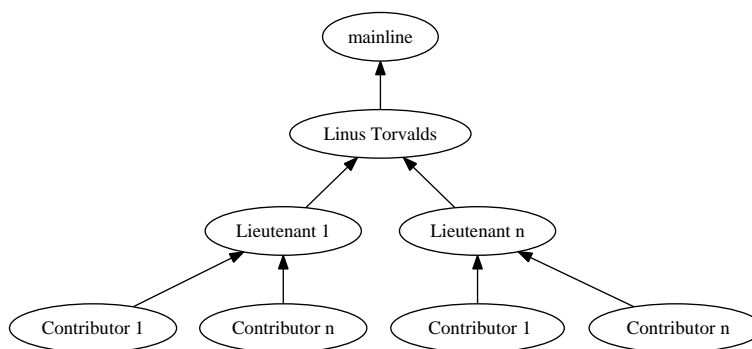 mainline
Linus Torvalds
Lieutenant 1
Lieutenant n
Contributor 1
Contributor n
Contributor 1
Contributor n